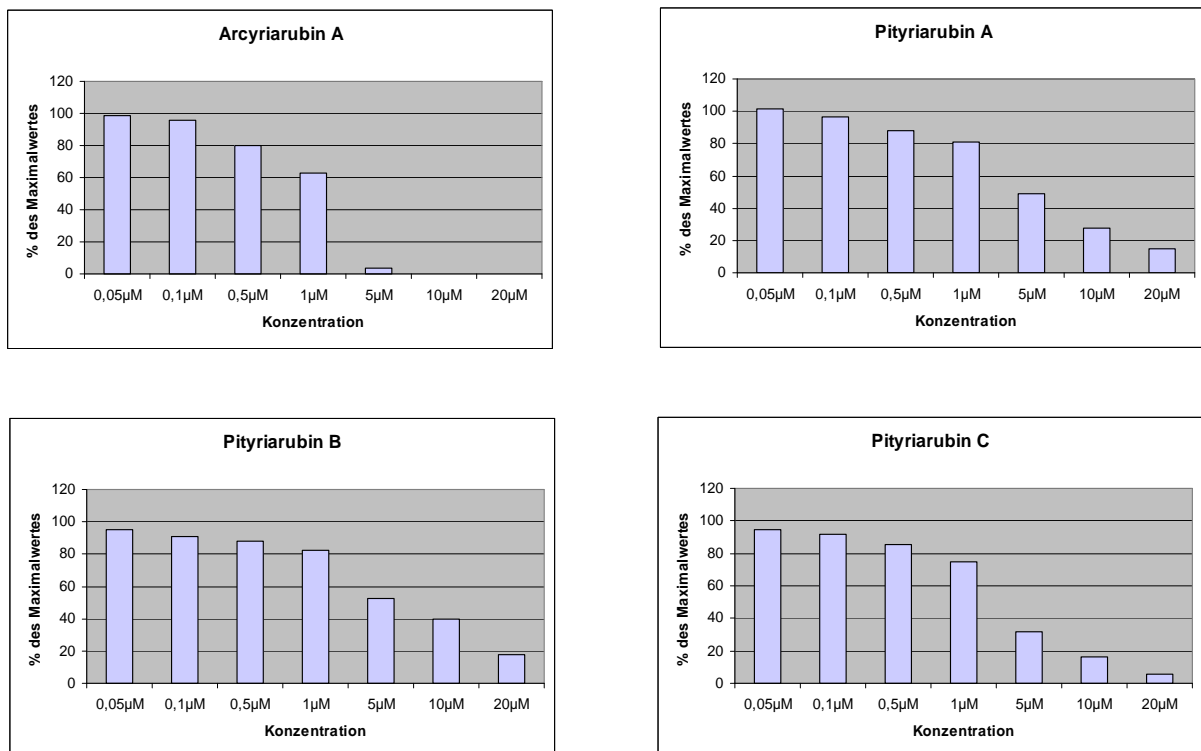 Arcyriarubin A
% des Maximalwertes
120
100
80
60
40
20
0
0,05µM 0,1µM 0,5µM 1µM 5µM 10µM 20µM
Konzentration
Pityriarubin A
% des Maximalwertes
120
100
80
60
40
20
0
0,05µM 0,1µM 0,5µM 1µM 5µM 10µM 20µM
Konzentration
Pityriarubin B
% des Maximalwertes
120
100
80
60
40
20
0
0,05µM 0,1µM 0,5µM 1µM 5µM 10µM 20µM
Konzentration
Pityriarubin C
% des Maximalwertes
120
100
80
60
40
20
0
0,05µM 0,1µM 0,5µM 1µM 5µM 10µM 20µM
Konzentration